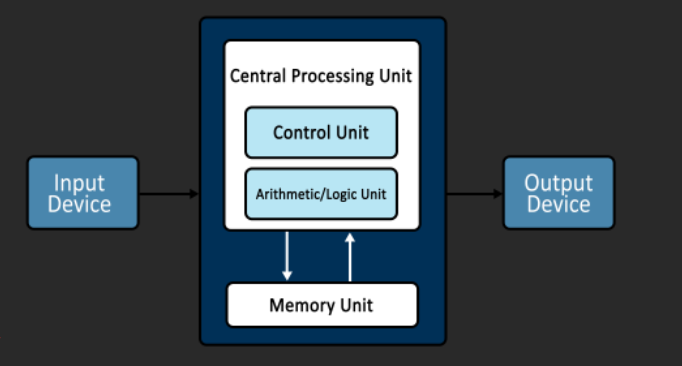 Central Processing Unit
Control Unit
Arithmetic/Logic Unit
Input
Device
Output
Device
Memory Unit